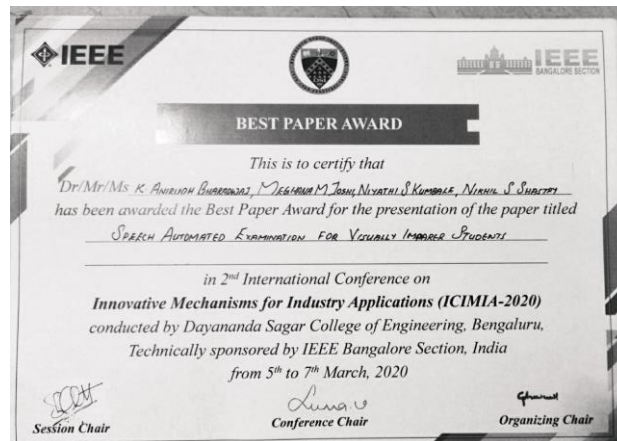 IEEE
IEEE
BANGALORE SECTION
BEST PAPER AWARD
This is to certify that
Dr/Mr/Ms K. ANIRUDH BHARADWAJ, MEGHANA M JOSHI, NIYATHI S KUMBALE, NIKHIL S SHASTRY
has been awarded the Best Paper Award for the presentation of the paper titled
SPEECH AUTOMATED EXAMINATION FOR VISUALLY IMPAIRED STUDENTS
in 2nd International Conference on
Innovative Mechanisms for Industry Applications (ICIMIA-2020)
conducted by Dayananda Sagar College of Engineering, Bengaluru,
Technically sponsored by IEEE Bangalore Section, India
from 5th to 7th March, 2020
Session Chair
Conference Chair
Organizing Chair